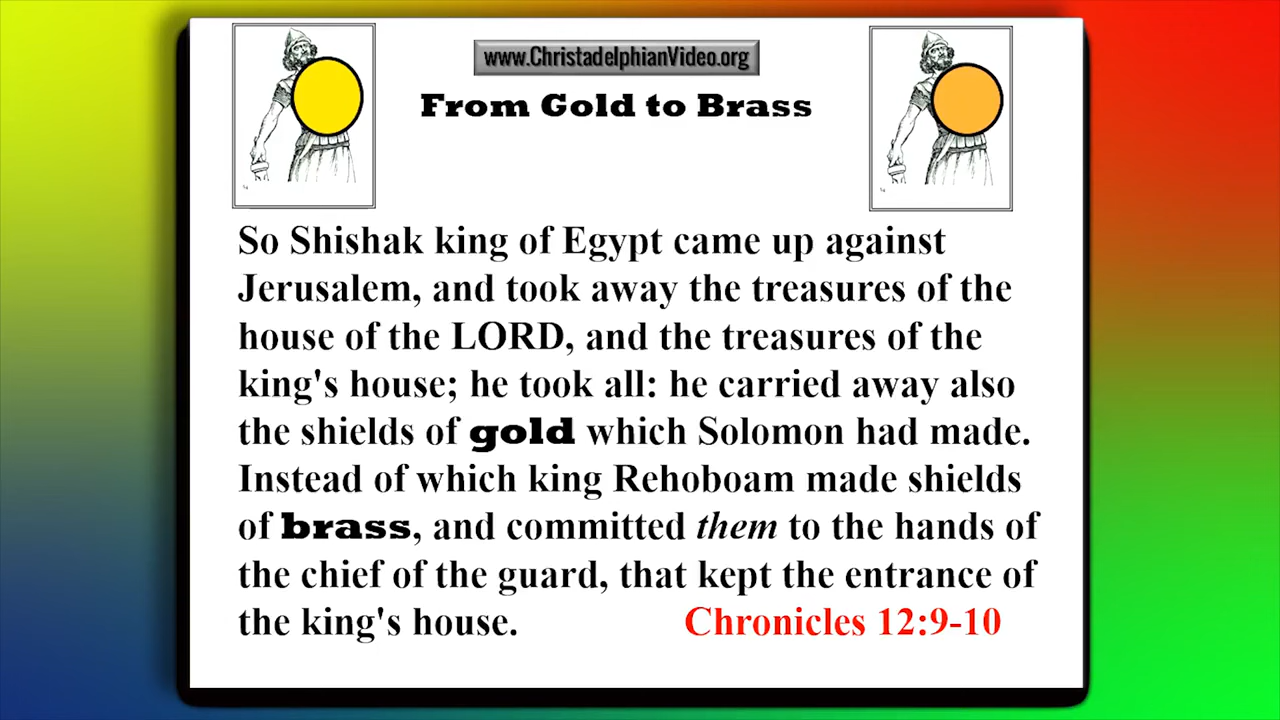 www.ChristadelphianVideo.org
From Gold to Brass
So Shishak king of Egypt came up against
Jerusalem, and took away the treasures of the
house of the LORD, and the treasures of the
king's house; he took all: he carried away also
the shields of gold which Solomon had made.
Instead of which king Rehoboam made shields
of brass, and committed them to the hands of
the chief of the guard, that kept the entrance of
the king's house.
Chronicles 12:9-10